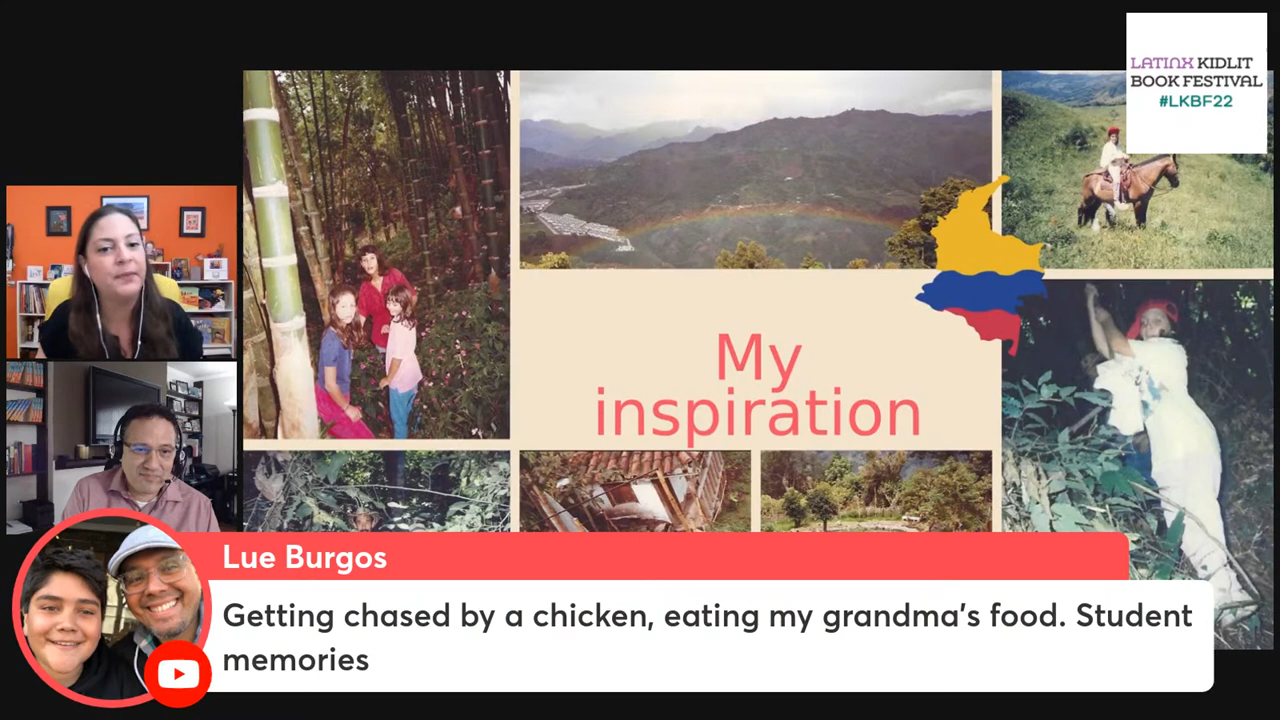 LATINX KIDLIT
BOOK FESTIVAL
#LKBF22
My
inspiration
Lue Burgos
Getting chased by a chicken, eating my grandma's food. Student
memories